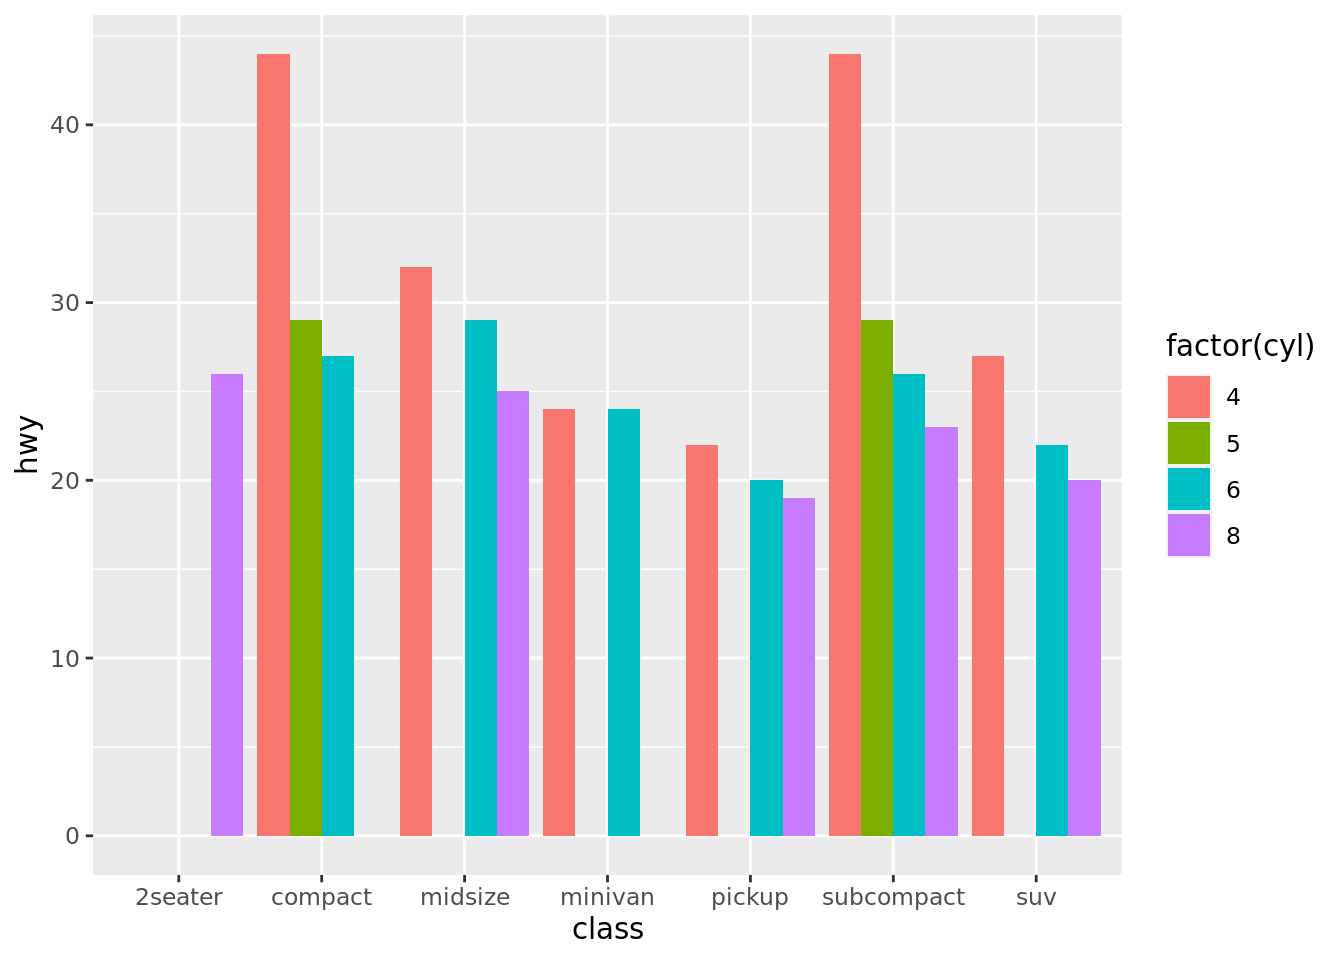 40
30
20
10
0
hwy
2seater compact midsize minivan pickup subcompact suv
class
factor(cyl)
4
5
6
8